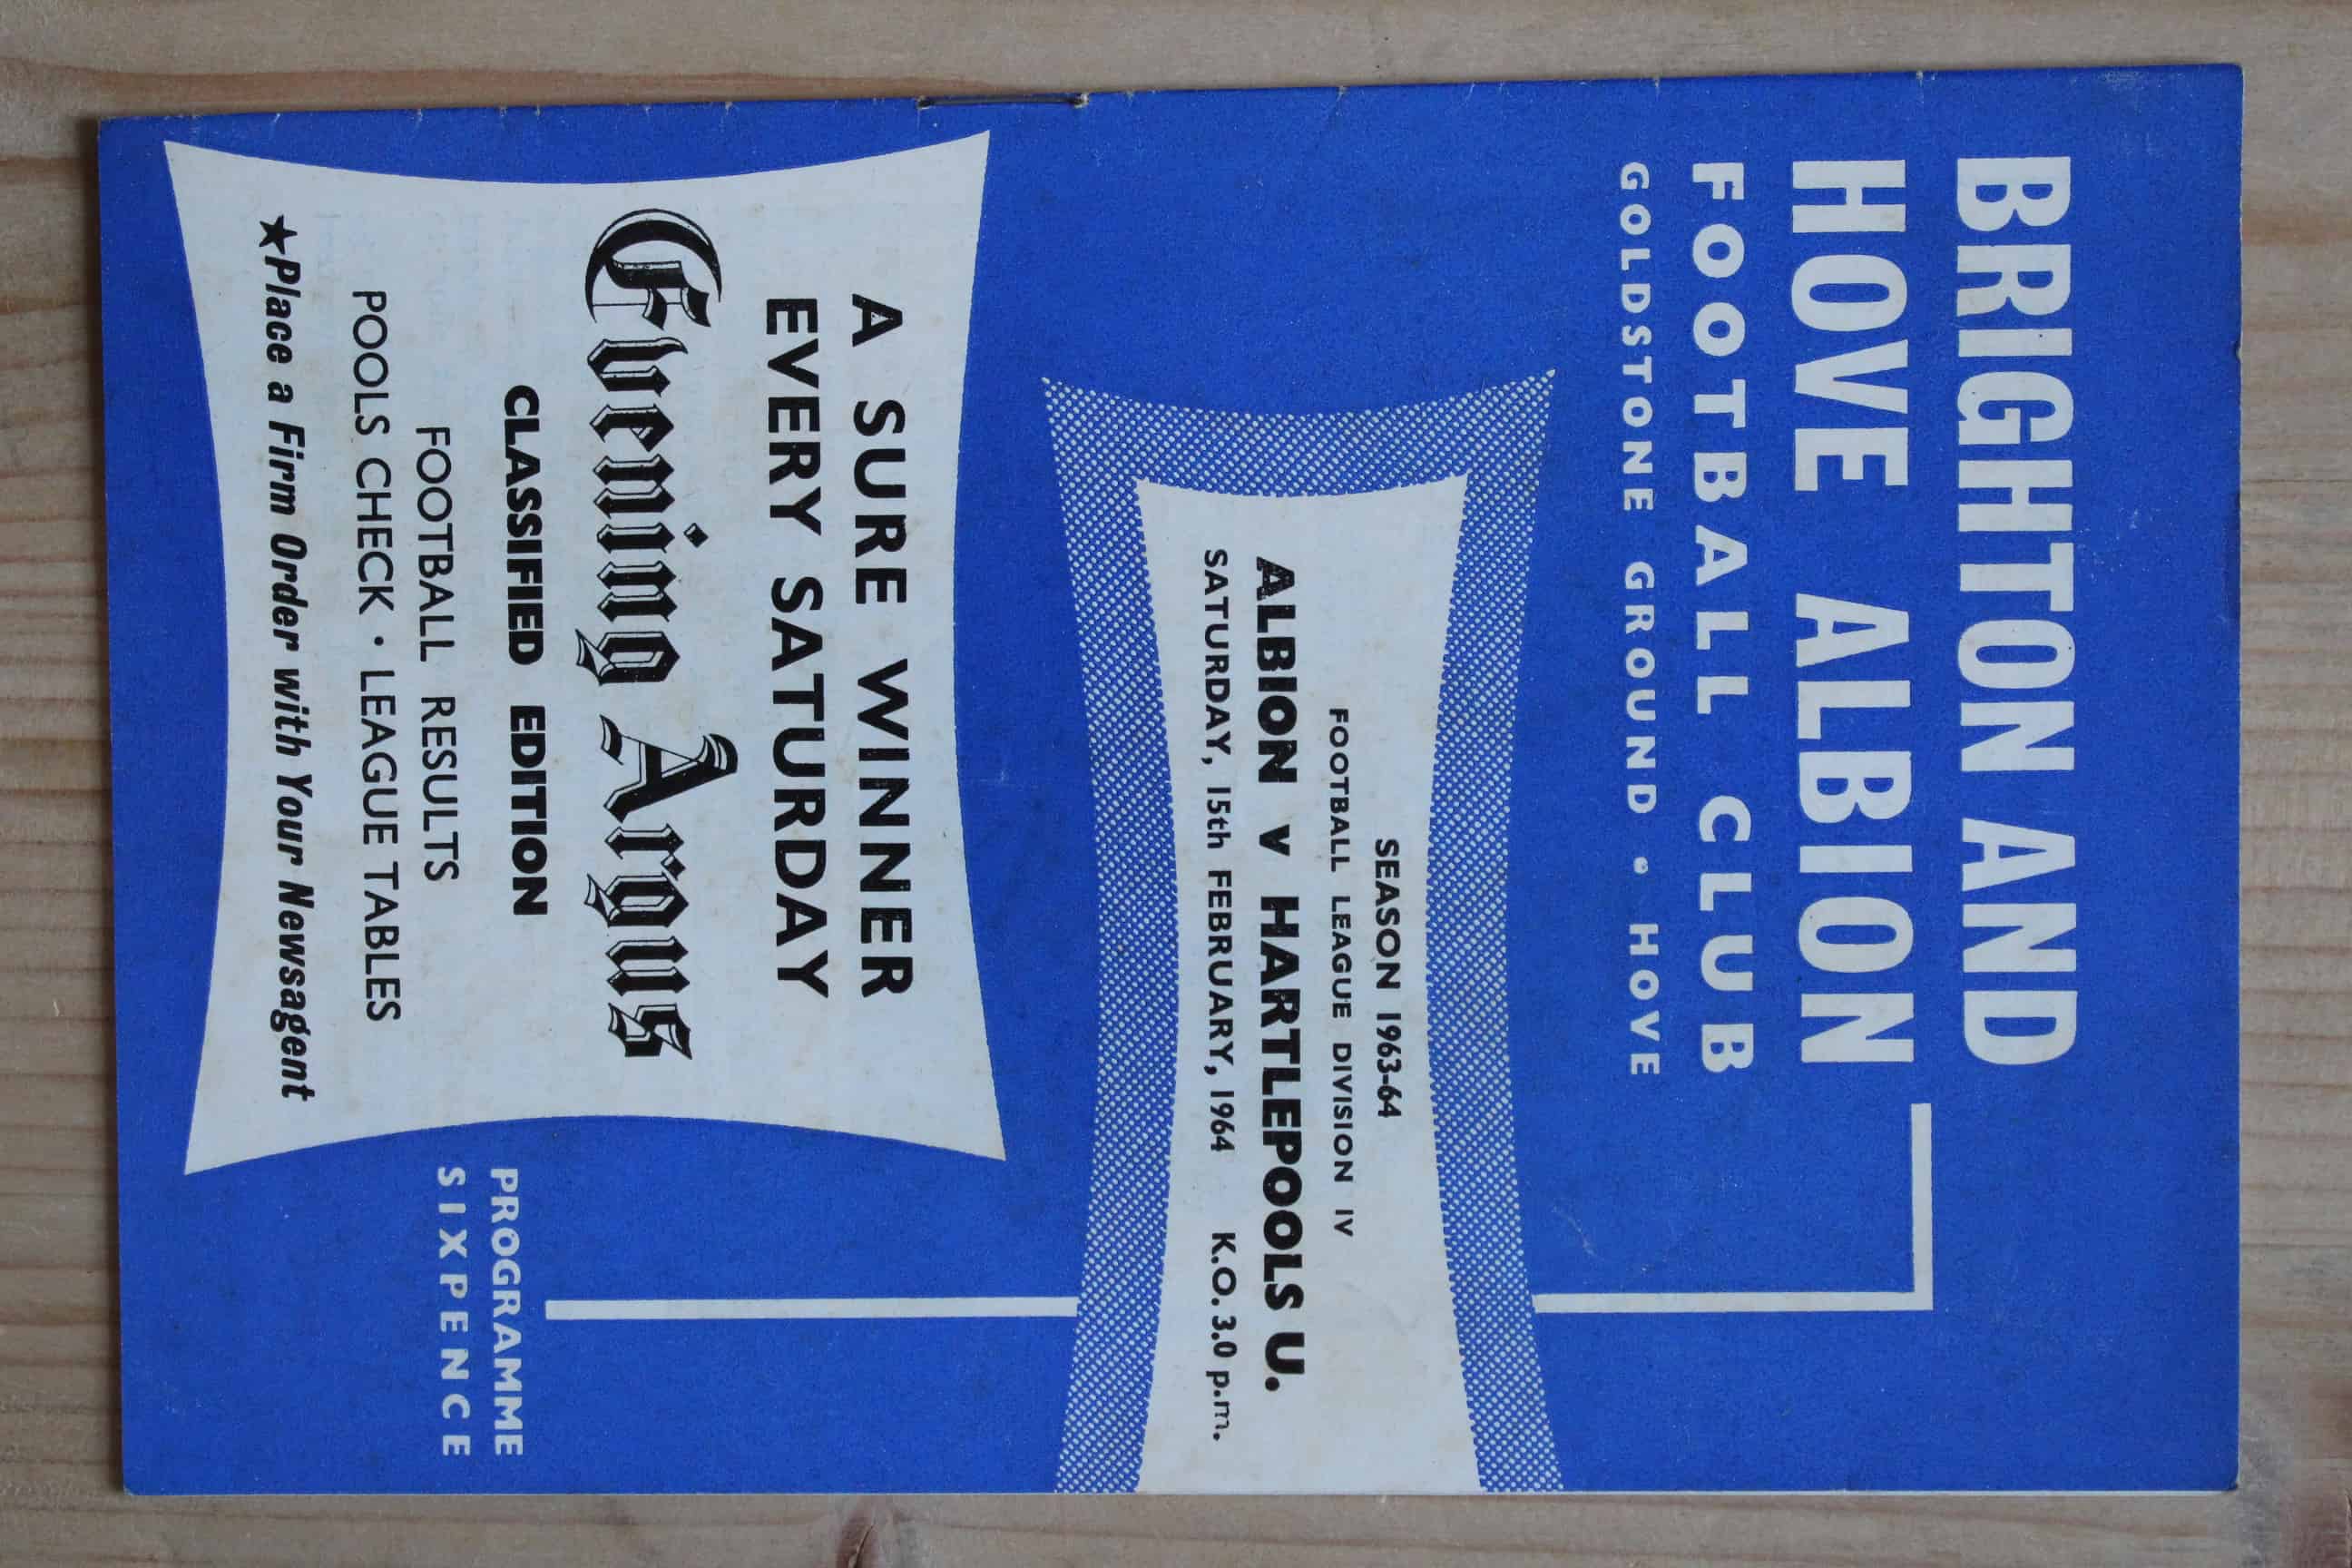 BRIGHTON AND
HOVE ALBION
FOOTBALL CLUB
GOLDSTONE GROUND • HOVE
SEASON 1963-64
FOOTBALL LEAGUE DIVISION IV
ALBION v HARTLEPOOLS U.
SATURDAY, 15th FEBRUARY, 1964 K.O. 3.0 p.m.
A SURE WINNER
EVERY SATURDAY
Evening Argus
CLASSIFIED EDITION
FOOTBALL RESULTS
POOLS CHECK • LEAGUE TABLES
★Place a Firm Order with Your Newsagent
PROGRAMME
SIXPENCE